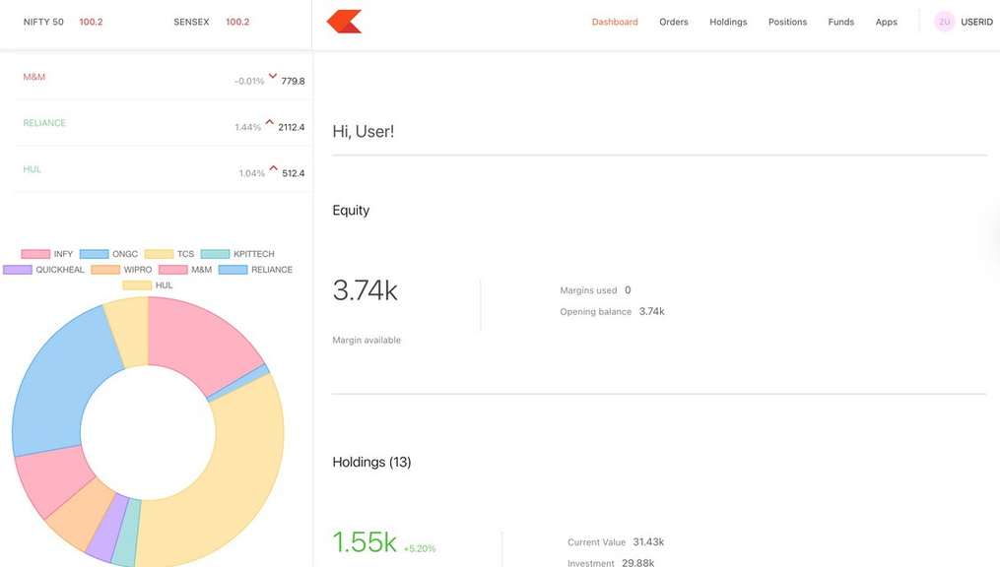 NIFTY 50 100.2 SENSEX 100.2
Dashboard Orders Holdings Positions Funds Apps ZU USERID
M&M -0.01% 779.8
RELIANCE 1.44% 2112.4
HUL 1.04% 512.4
INFY ONGC TCS KPITTECH
QUICKHEAL WIPRO M&M RELIANCE
HUL
Hi, User!
Equity
3.74k
Margin available
Margins used 0
Opening balance 3.74k
Holdings (13)
1.55k +5.20%
Current Value 31.43k
Investment 29.88k